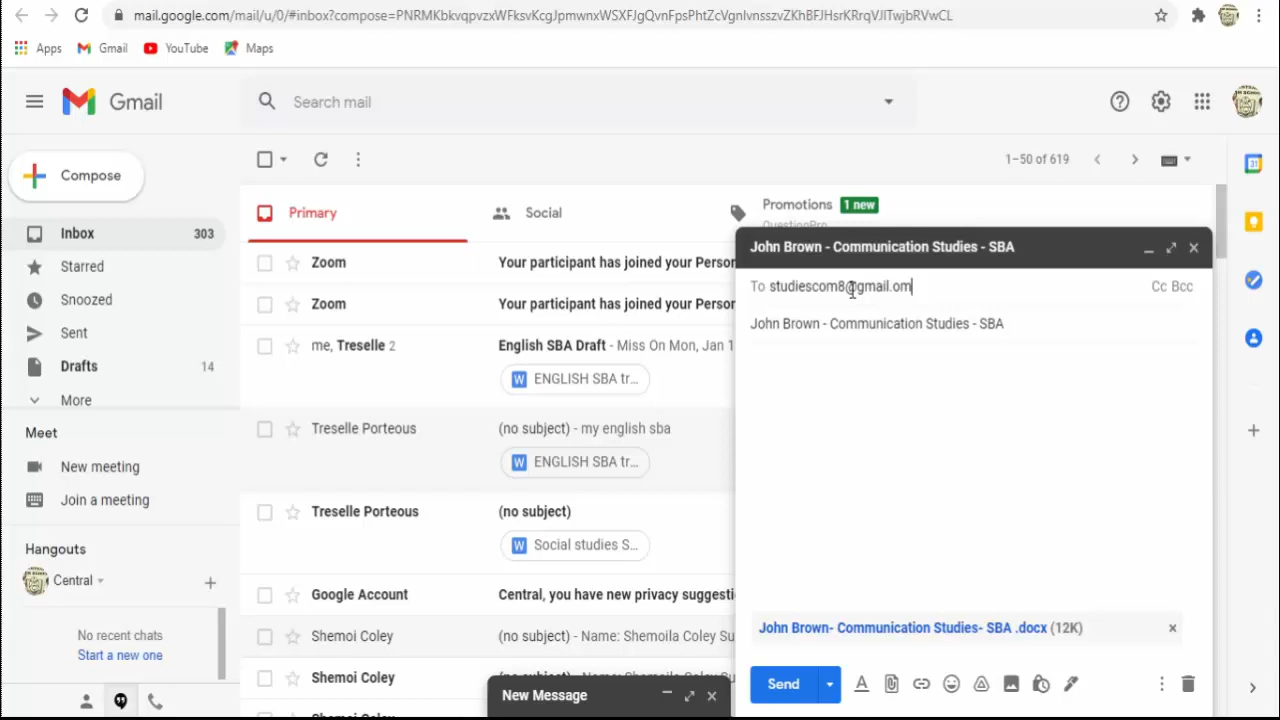 mail.google.com/mail/u/0/#inbox?compose=PNRMKbkvqpvzxWFksvKcgJpmwnxWSXFJgQvnFpsPhtZcVgnlvnsszvZKhBFJHsrKRrqVJlTwjbRVwCL
Apps Gmail YouTube Maps
Gmail
Search mail
Compose
1–50 of 619
Inbox 303
Starred
Snoozed
Sent
Drafts 14
More
Meet
New meeting
Join a meeting
Hangouts
Central
No recent chats
Start a new one
Primary
Social
Promotions 1 new
QuestionPro
Zoom Your participant has joined your Person
Zoom Your participant has joined your Person
me, Treselle 2 English SBA Draft - Miss On Mon, Jan 1
W ENGLISH SBA tr...
Treselle Porteous (no subject) - my english sba
W ENGLISH SBA tr...
Treselle Porteous (no subject)
W Social studies S...
Google Account Central, you have new privacy suggesti
Shemoi Coley (no subject) - Name: Shemoila Coley Su
Shemoi Coley
New Message
John Brown - Communication Studies - SBA
To studiescom8@gmail.om Cc Bcc
John Brown - Communication Studies - SBA
John Brown- Communication Studies- SBA .docx (12K)
Send
31